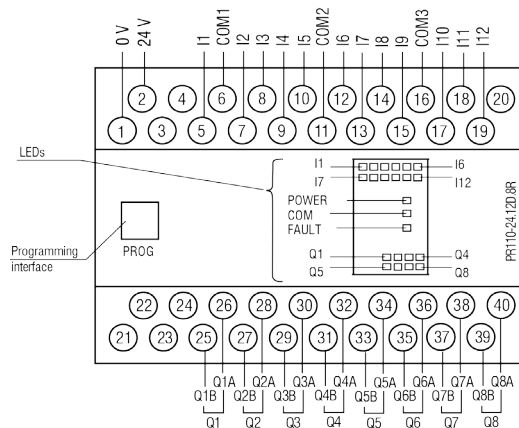 0 V 24 V I1 COM1 I2 I3 I4 I5 COM2 I6 I7 I8 I9 COM3 I10 I11 I12
2 4 6 8 10 12 14 16 18 20
1 3 5 7 9 11 13 15 17 19
LEDs
I1 I6
I7 I12
POWER
COM
FAULT
Programming
interface
PROG
Q1 Q4
Q5 Q8
PR110-24.12D.8R
22 24 26 28 30 32 34 36 38 40
21 23 25 27 29 31 33 35 37 39
Q1A Q2A Q3A Q4A Q5A Q6A Q7A Q8A
Q1B Q2B Q3B Q4B Q5B Q6B Q7B Q8B
Q1 Q2 Q3 Q4 Q5 Q6 Q7 Q8